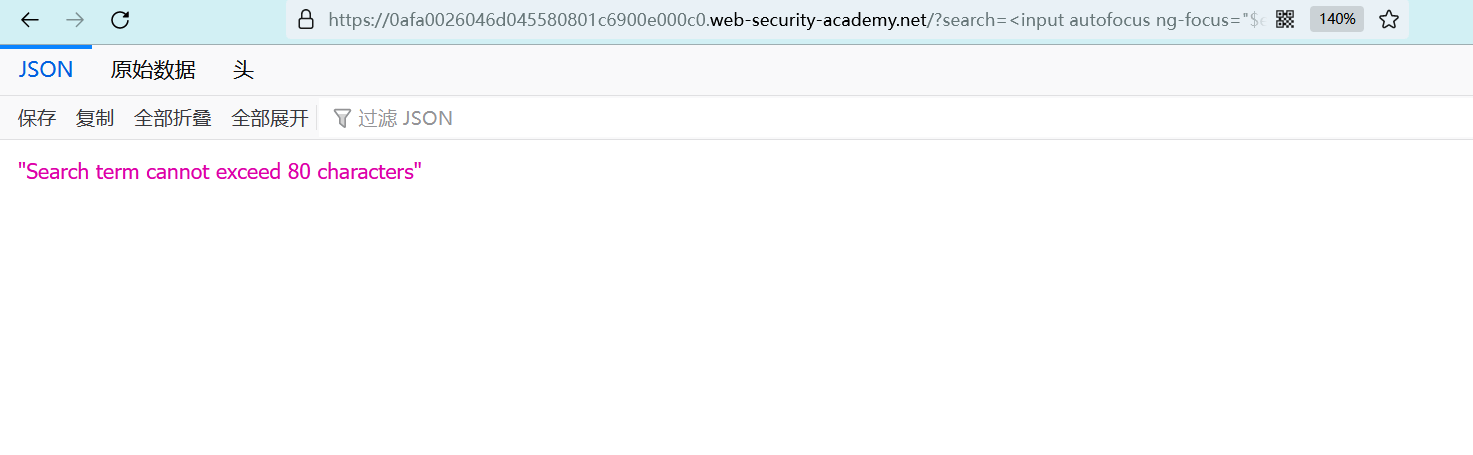 https://0afa0026046d045580801c6900e000c0.web-security-academy.net/?search=<input autofocus ng-focus="$e
140%
JSON 原始数据 头
保存 复制 全部折叠 全部展开 过滤 JSON
"Search term cannot exceed 80 characters"